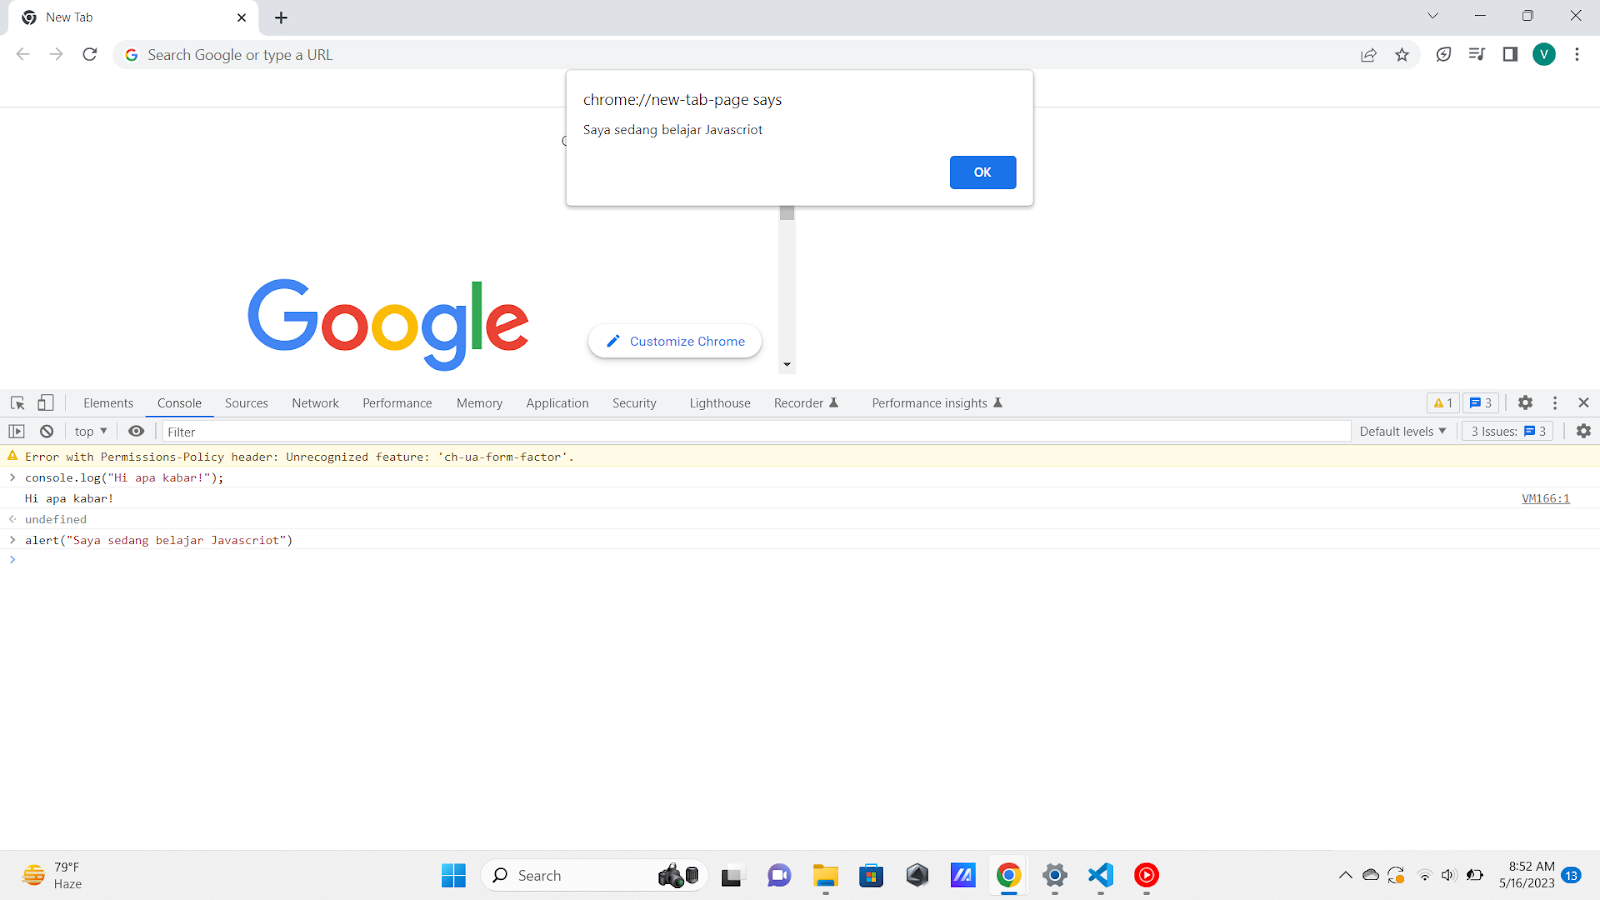 New Tab
Search Google or type a URL
V
chrome://new-tab-page says
Saya sedang belajar Javascriot
OK
Google
Customize Chrome
Elements Console Sources Network Performance Memory Application Security Lighthouse Recorder Performance insights 1 3
top Filter Default levels 3 Issues: 3
Error with Permissions-Policy header: Unrecognized feature: 'ch-ua-form-factor'.
console.log("Hi apa kabar!");
Hi apa kabar! VM166:1
undefined
alert("Saya sedang belajar Javascriot")
79°F
Haze
Search
8:52 AM
5/16/2023
13